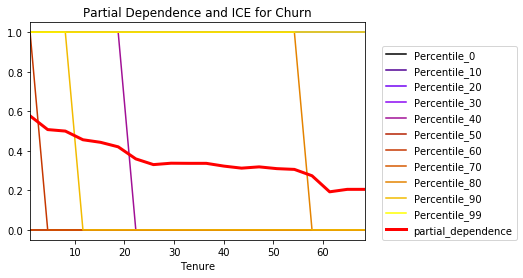 Partial Dependence and ICE for Churn
1.0
0.8
0.6
0.4
0.2
0.0
10
20
30
40
50
60
Tenure
Percentile_0
Percentile_10
Percentile_20
Percentile_30
Percentile_40
Percentile_50
Percentile_60
Percentile_70
Percentile_80
Percentile_90
Percentile_99
partial_dependence